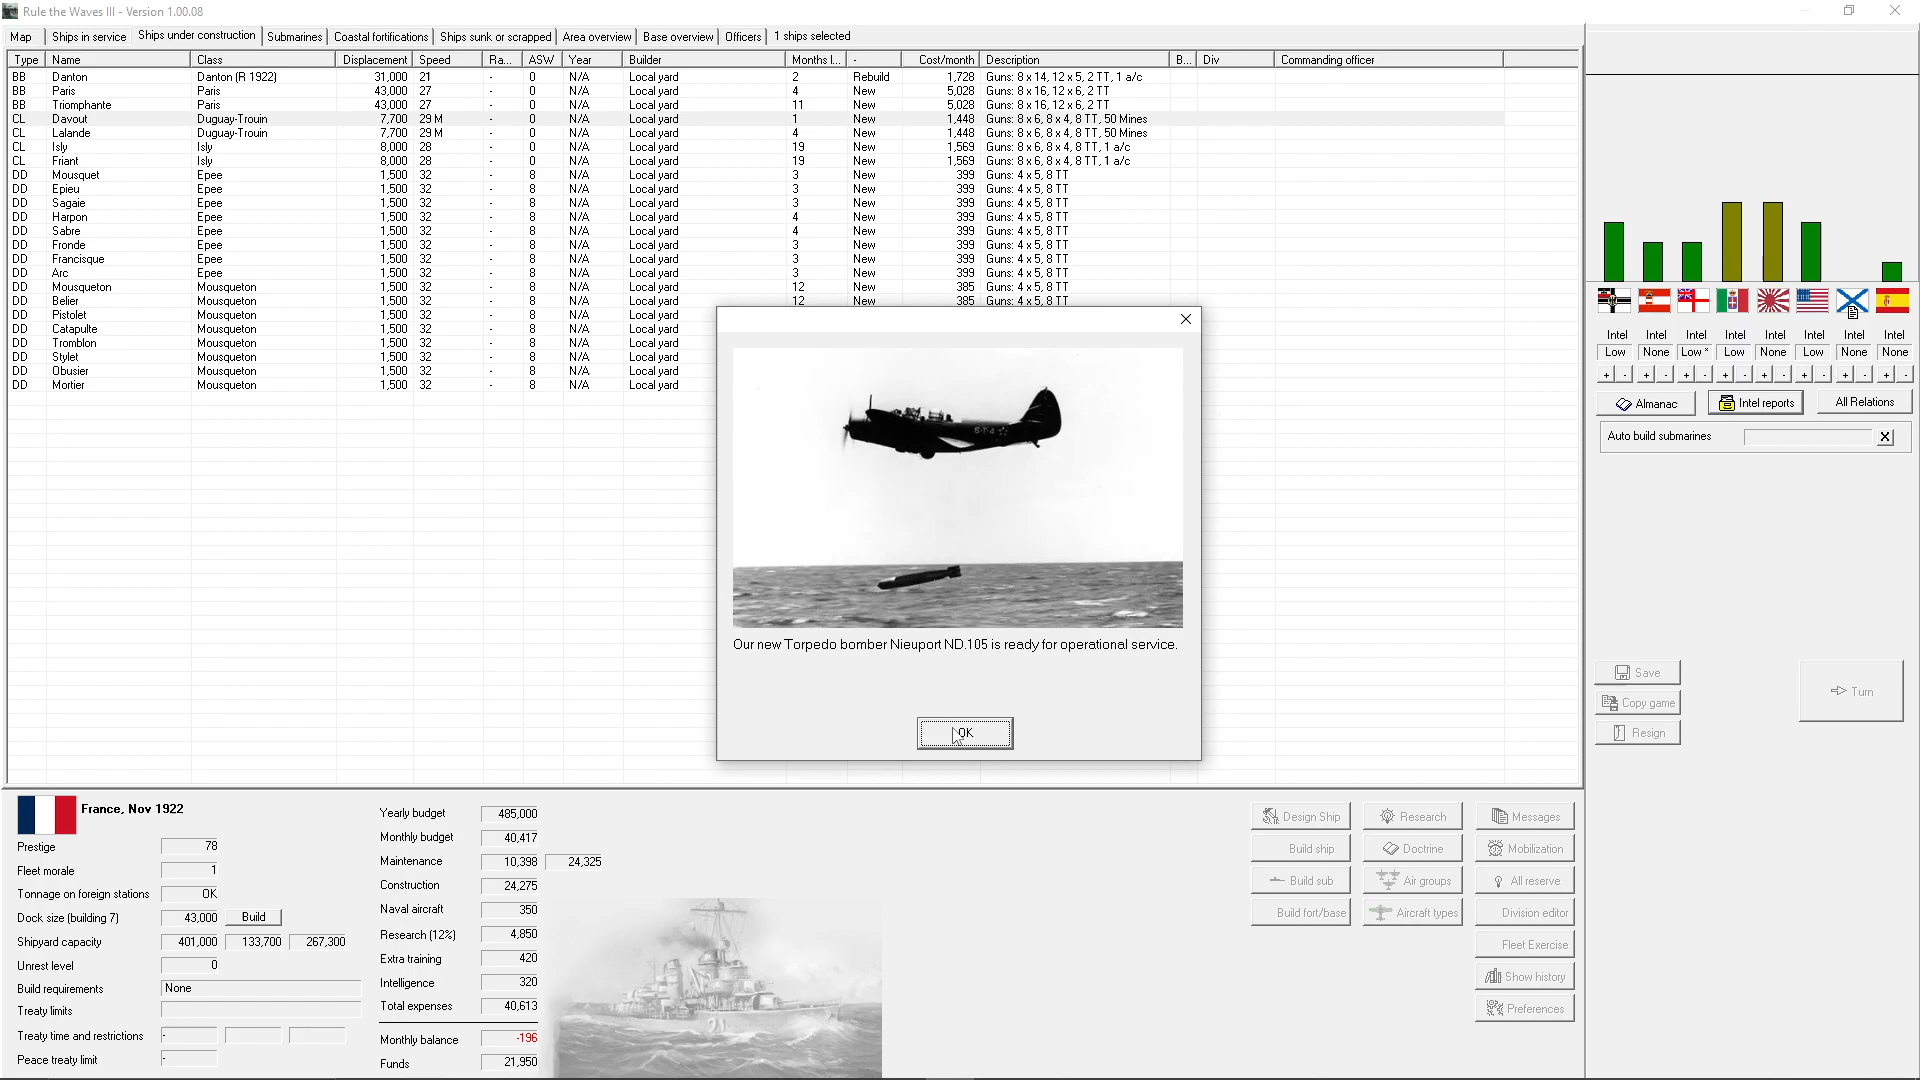 Rule the Waves III - Version 1.00.08
Map Ships in service Ships under construction Submarines Coastal fortifications Ships sunk or scrapped Area overview Base overview Officers 1 ships selected
Type Name Class Displacement Speed Ra... ASW Year Builder Months l... - Cost/month Description B... Div Commanding officer
BB Danton Danton (R 1922) 31,000 21 - 0 N/A Local yard 2 Rebuild 1,728 Guns: 8 x 14, 12 x 5, 2 TT, 1 a/c
BB Paris Paris 43,000 27 - 0 N/A Local yard 4 New 5,028 Guns: 8 x 16, 12 x 6, 2 TT
BB Triomphante Paris 43,000 27 - 0 N/A Local yard 11 New 5,028 Guns: 8 x 16, 12 x 6, 2 TT
CL Davout Duguay-Trouin 7,700 29 M - 0 N/A Local yard 1 New 1,448 Guns: 8 x 6, 8 x 4, 8 TT, 50 Mines
CL Lalande Duguay-Trouin 7,700 29 M - 0 N/A Local yard 4 New 1,448 Guns: 8 x 6, 8 x 4, 8 TT, 50 Mines
CL Isly Isly 8,000 28 - 0 N/A Local yard 19 New 1,569 Guns: 8 x 6, 8 x 4, 8 TT, 1 a/c
CL Friant Isly 8,000 28 - 0 N/A Local yard 19 New 1,569 Guns: 8 x 6, 8 x 4, 8 TT, 1 a/c
DD Mousquet Epee 1,500 32 - 8 N/A Local yard 3 New 399 Guns: 4 x 5, 8 TT
DD Epieu Epee 1,500 32 - 8 N/A Local yard 3 New 399 Guns: 4 x 5, 8 TT
DD Sagaie Epee 1,500 32 - 8 N/A Local yard 3 New 399 Guns: 4 x 5, 8 TT
DD Harpon Epee 1,500 32 - 8 N/A Local yard 4 New 399 Guns: 4 x 5, 8 TT
DD Sabre Epee 1,500 32 - 8 N/A Local yard 4 New 399 Guns: 4 x 5, 8 TT
DD Fronde Epee 1,500 32 - 8 N/A Local yard 3 New 399 Guns: 4 x 5, 8 TT
DD Francisque Epee 1,500 32 - 8 N/A Local yard 3 New 399 Guns: 4 x 5, 8 TT
DD Arc Epee 1,500 32 - 8 N/A Local yard 3 New 399 Guns: 4 x 5, 8 TT
DD Mousqueton Mousqueton 1,500 32 - 8 N/A Local yard 12 New 385 Guns: 4 x 5, 8 TT
DD Belier Mousqueton 1,500 32 - 8 N/A Local yard 12 New 385 Guns: 4 x 5, 8 TT
DD Pistolet Mousqueton 1,500 32 - 8 N/A Local yard
DD Catapulte Mousqueton 1,500 32 - 8 N/A Local yard
DD Tromblon Mousqueton 1,500 32 - 8 N/A Local yard
DD Stylet Mousqueton 1,500 32 - 8 N/A Local yard
DD Obusier Mousqueton 1,500 32 - 8 N/A Local yard
DD Mortier Mousqueton 1,500 32 - 8 N/A Local yard
Our new Torpedo bomber Nieuport ND.105 is ready for operational service.
OK
Intel Intel Intel Intel Intel Intel Intel Intel
Low None Low * Low None Low None None
+ - + - + - + - + - + - + - + -
Almanac Intel reports All Relations
Auto build submarines X
Save
Copy game
Resign
Turn
France, Nov 1922
Prestige 78
Fleet morale 1
Tonnage on foreign stations OK
Dock size (building 7) 43,000 Build
Shipyard capacity 401,000 133,700 267,300
Unrest level 0
Build requirements None
Treaty limits
Treaty time and restrictions -
Peace treaty limit -
Yearly budget 485,000
Monthly budget 40,417
Maintenance 10,398 24,325
Construction 24,275
Naval aircraft 350
Research (12%) 4,850
Extra training 420
Intelligence 320
Total expenses 40,613
Monthly balance -196
Funds 21,950
Design Ship Research Messages
Build ship Doctrine Mobilization
Build sub Air groups All reserve
Build fort/base Aircraft types Division editor
Fleet Exercise
Show history
Preferences